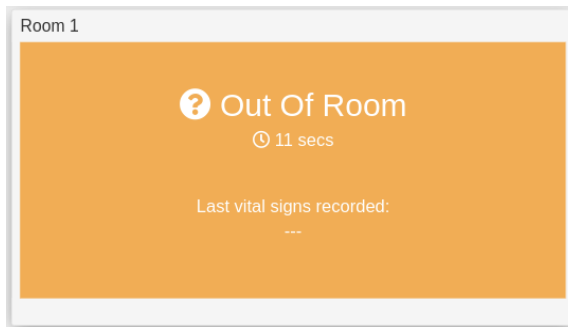 Room 1
Out Of Room
11 secs
Last vital signs recorded:
---